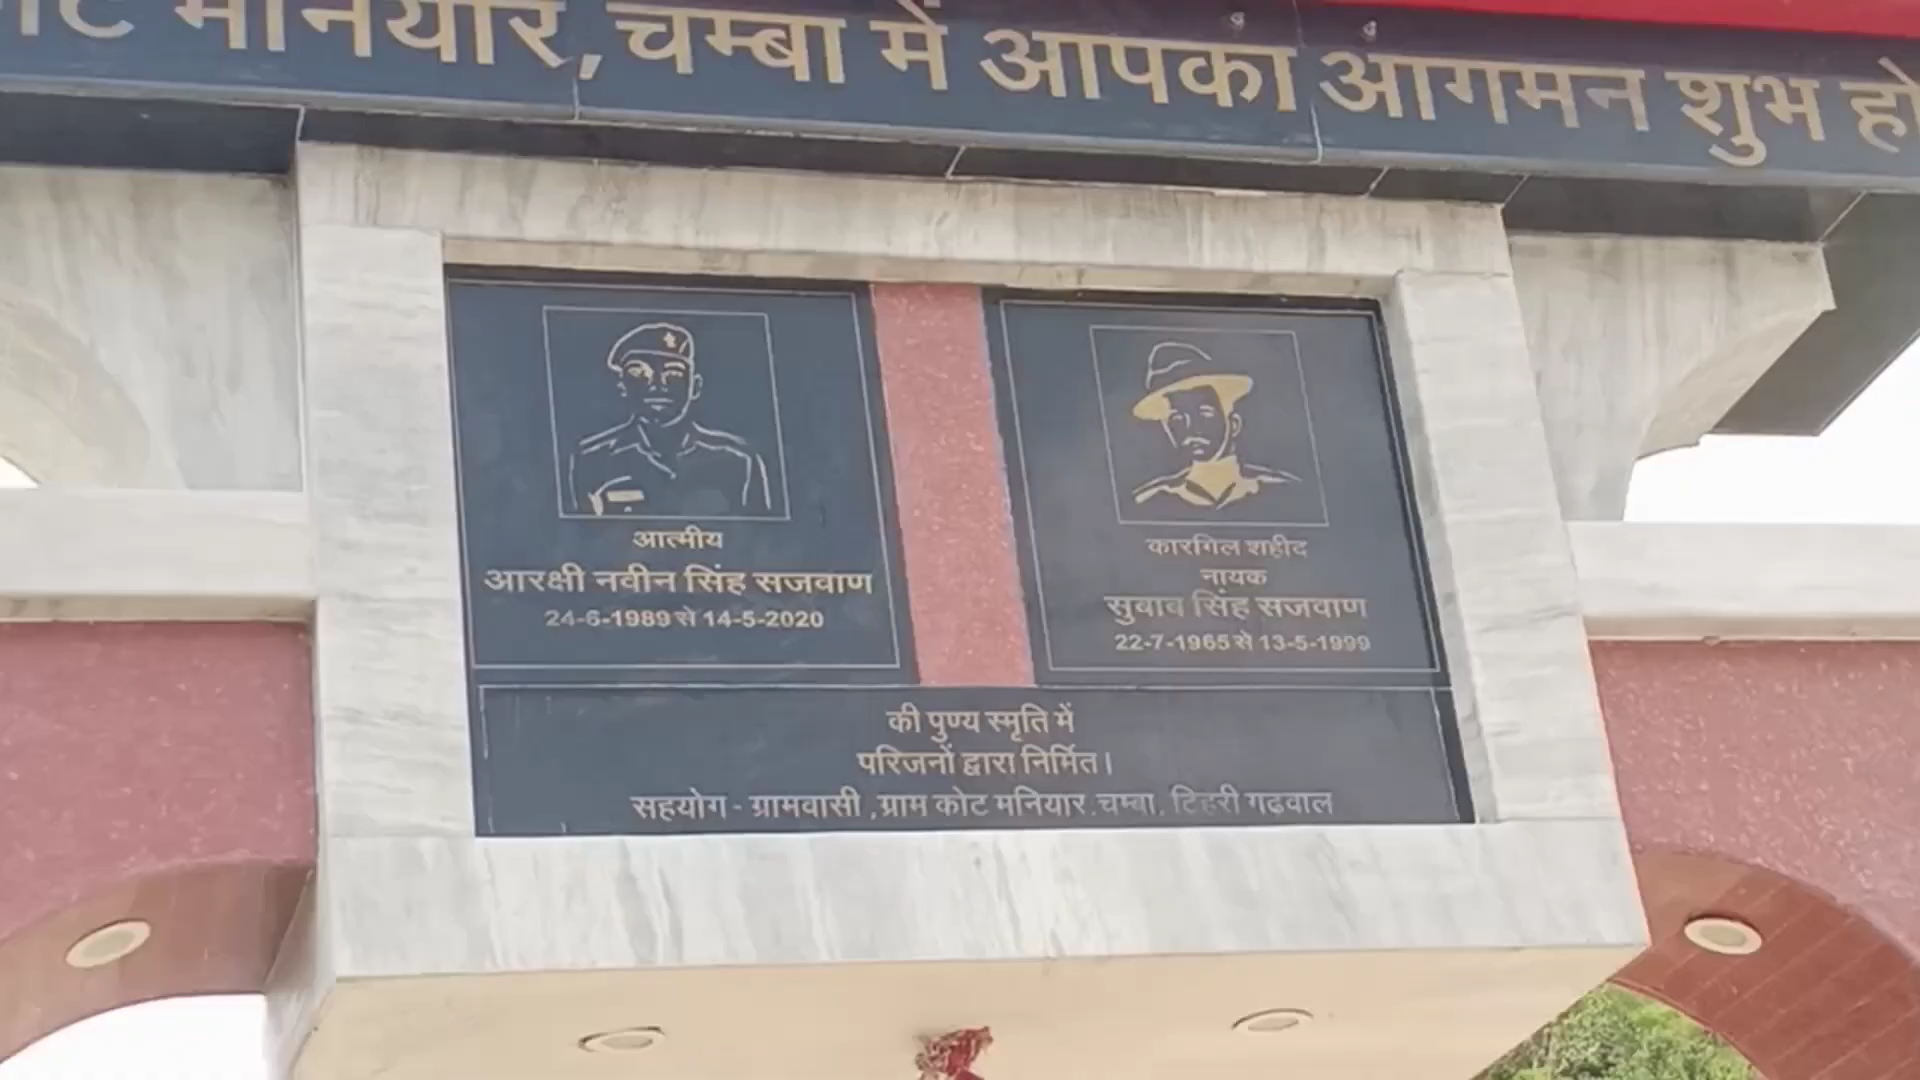 मनियार, चम्बा में आपका आगमन शुभ हो
आत्मीय
आरक्षी नवीन सिंह सजवाण
24-6-1989 से 14-5-2020
कारगिल शहीद
नायक
सुबाब सिंह सजवाण
22-7-1965 से 13-5-1999
की पुण्य स्मृति में
परिजनों द्वारा निर्मित।
सहयोग - ग्रामवासी ,ग्राम कोट मनियार, चम्बा, टिहरी गढवाल